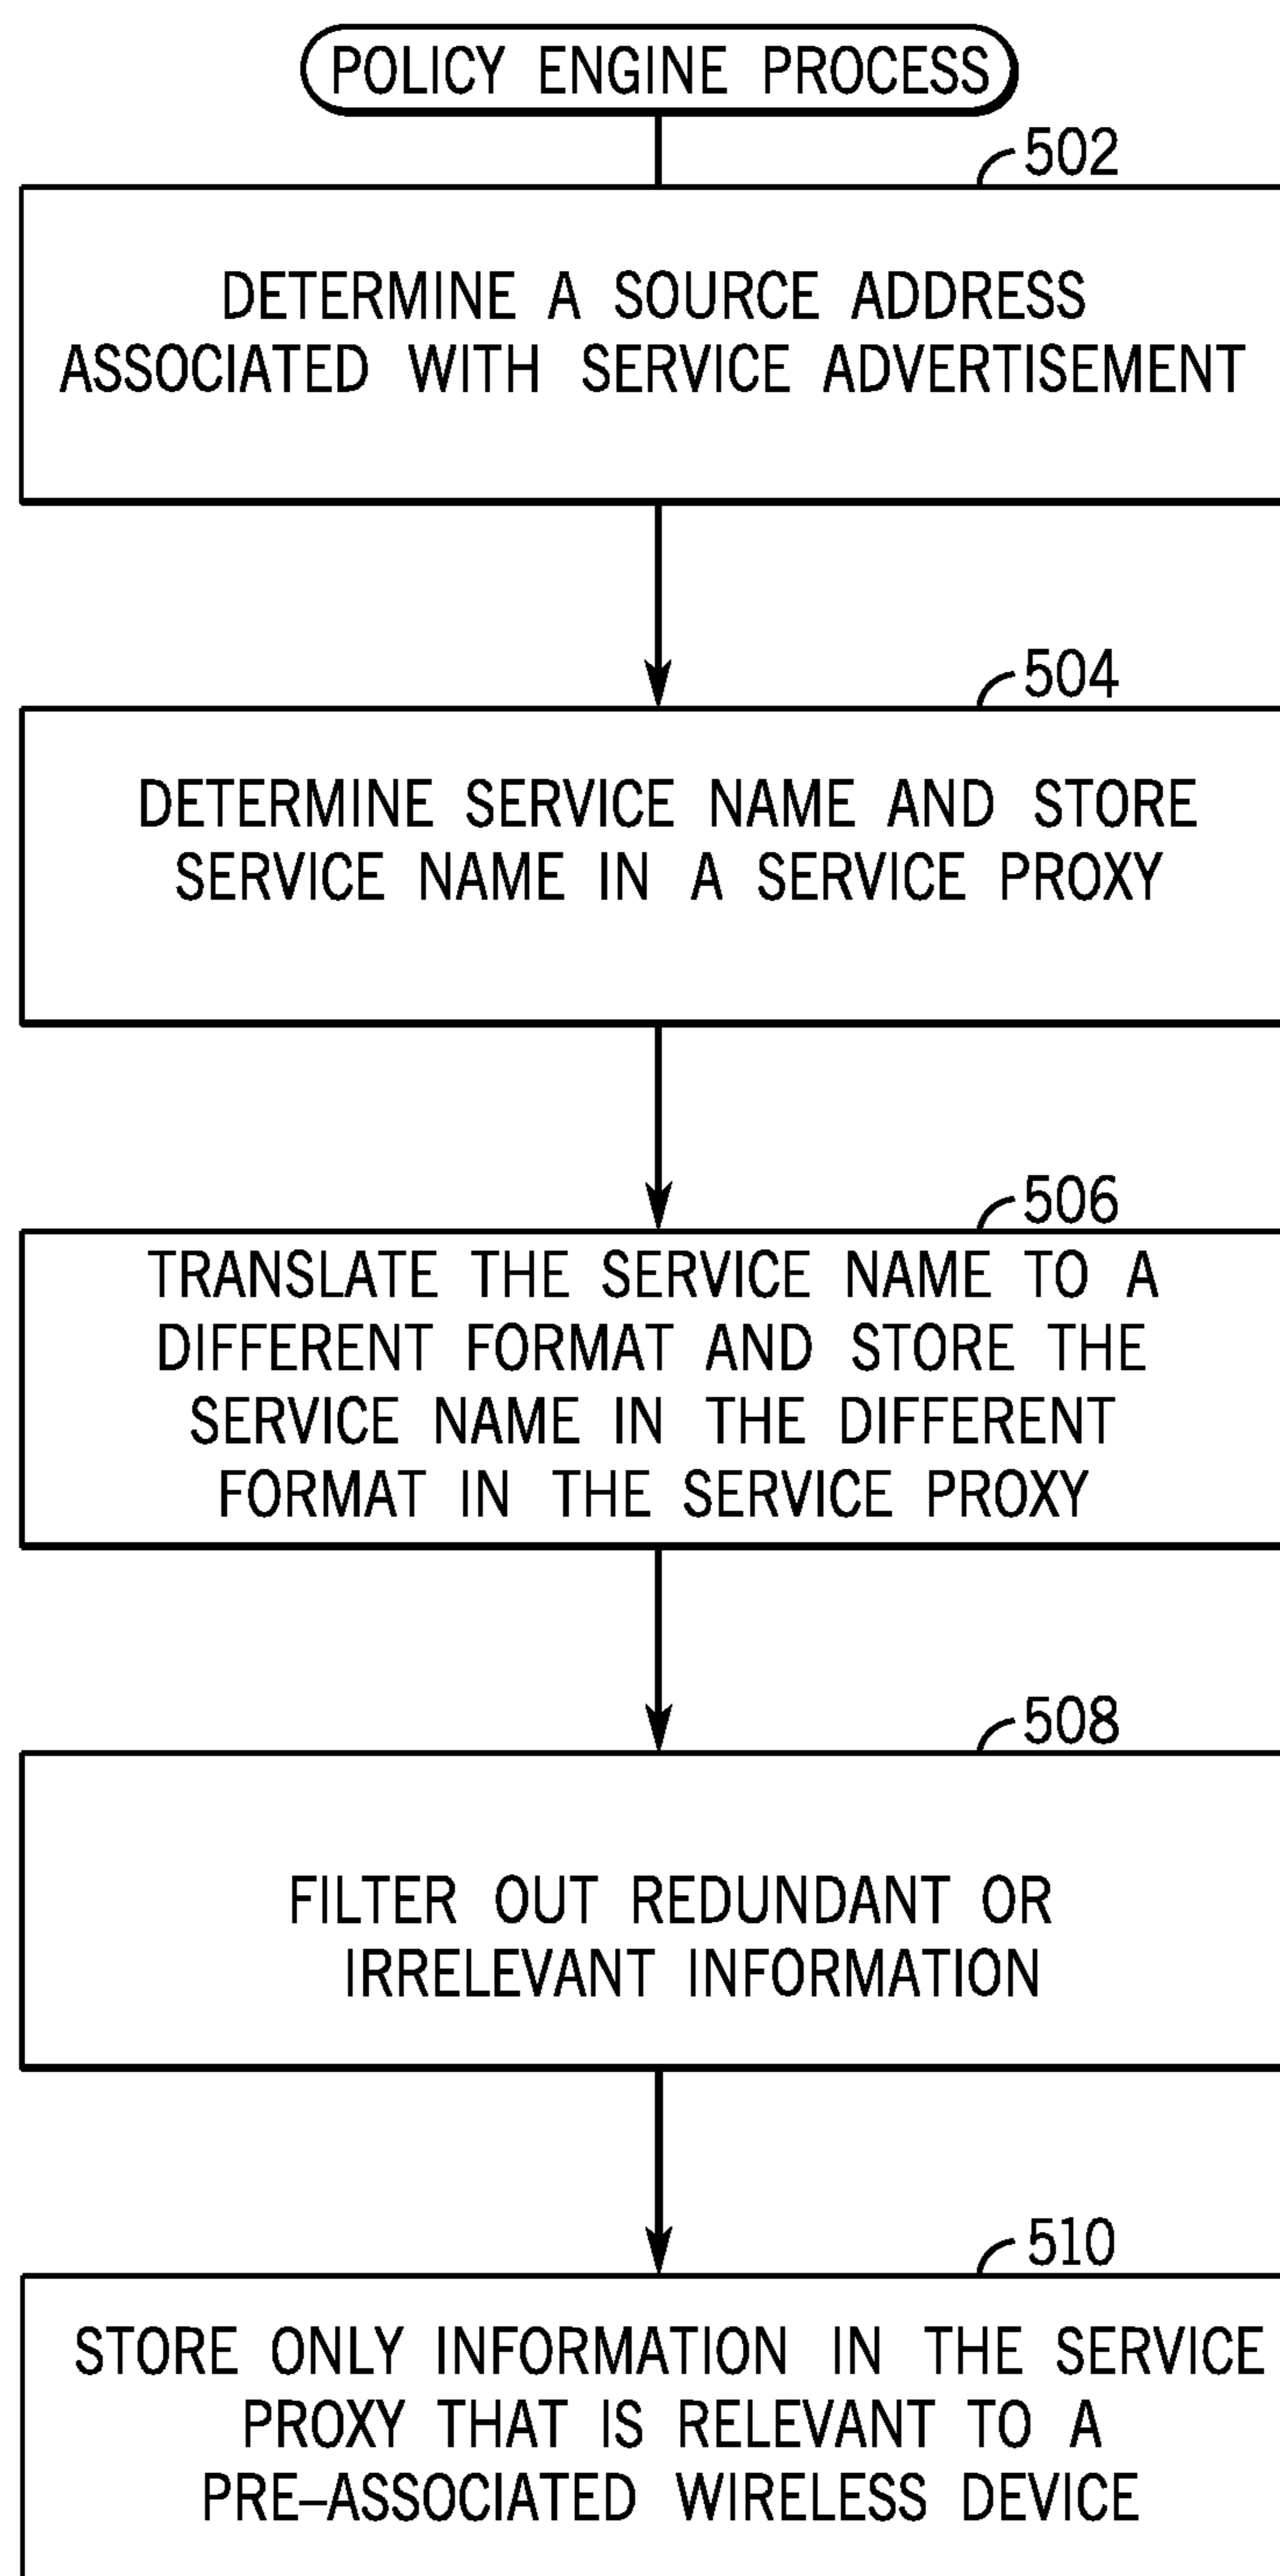 POLICY ENGINE PROCESS
502
DETERMINE A SOURCE ADDRESS
ASSOCIATED WITH SERVICE ADVERTISEMENT
504
DETERMINE SERVICE NAME AND STORE
SERVICE NAME IN A SERVICE PROXY
506
TRANSLATE THE SERVICE NAME TO A
DIFFERENT FORMAT AND STORE THE
SERVICE NAME IN THE DIFFERENT
FORMAT IN THE SERVICE PROXY
508
FILTER OUT REDUNDANT OR
IRRELEVANT INFORMATION
510
STORE ONLY INFORMATION IN THE SERVICE
PROXY THAT IS RELEVANT TO A
PRE–ASSOCIATED WIRELESS DEVICE